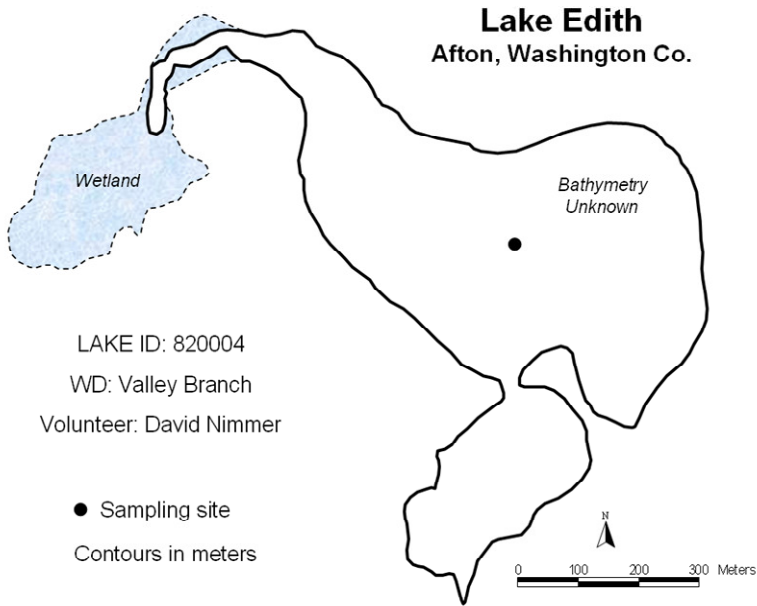 Lake Edith
Afton, Washington Co.
Wetland
Bathymetry
Unknown
LAKE ID: 820004
WD: Valley Branch
Volunteer: David Nimmer
Sampling site
Contours in meters
N
0 100 200 300 Meters